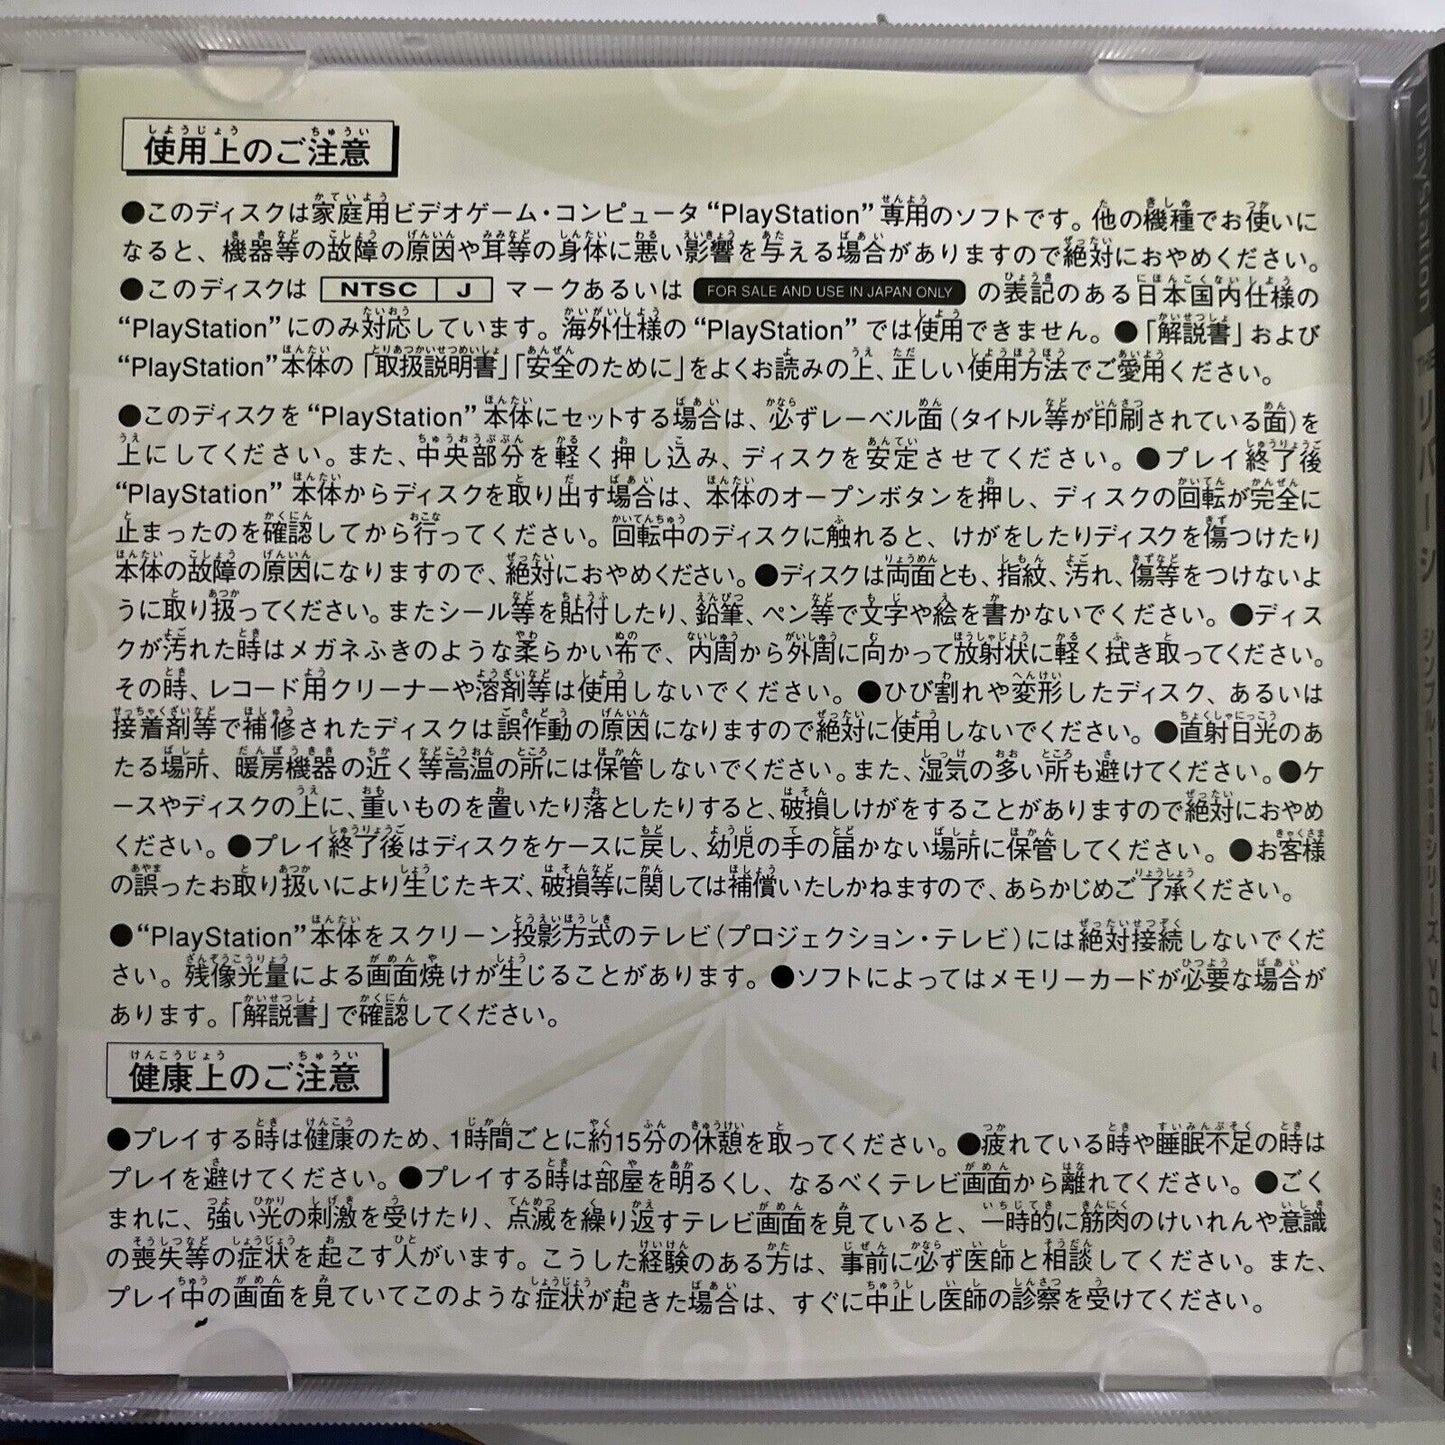 使用上のご注意
●このディスクは家庭用ビデオゲーム・コンピュータ“PlayStation”専用のソフトです。他の機種でお使いに
なると、機器等の故障の原因や耳等の身体に悪い影響を与える場合がありますので絶対におやめください。
●このディスクは NTSC J マークあるいは FOR SALE AND USE IN JAPAN ONLY の表記のある日本国内仕様の
“PlayStation”にのみ対応しています。海外仕様の“PlayStation”では使用できません。●「解説書」および
“PlayStation”本体の「取扱説明書」「安全のために」をよくお読みの上、正しい使用方法でご愛用ください。
●このディスクを“PlayStation”本体にセットする場合は、必ずレーベル面(タイトル等が印刷されている面)を
上にしてください。また、中央部分を軽く押し込み、ディスクを安定させてください。●プレイ終了後
“PlayStation”本体からディスクを取り出す場合は、本体のオープンボタンを押し、ディスクの回転が完全に
止まったのを確認してから行ってください。回転中のディスクに触れると、けがをしたりディスクを傷つけたり
本体の故障の原因になりますので、絶対におやめください。●ディスクは両面とも、指紋、汚れ、傷等をつけないよ
うに取り扱ってください。またシール等を貼付したり、鉛筆、ペン等で文字や絵を書かないでください。●ディス
クが汚れた時はメガネふきのような柔らかい布で、内周から外周に向かって放射状に軽く拭き取ってください。
その時、レコード用クリーナーや溶剤等は使用しないでください。●ひび割れや変形したディスク、あるいは
接着剤等で補修されたディスクは誤作動の原因になりますので絶対に使用しないでください。●直射日光のあ
たる場所、暖房機器の近く等高温の所には保管しないでください。また、湿気の多い所も避けてください。●ケ
ースやディスクの上に、重いものを置いたり落としたりすると、破損しけがをすることがありますので絶対におやめ
ください。●プレイ終了後はディスクをケースに戻し、幼児の手の届かない場所に保管してください。●お客様
の誤ったお取り扱いにより生じたキズ、破損等に関しては補償いたしかねますので、あらかじめご了承ください。
●“PlayStation”本体をスクリーン投影方式のテレビ(プロジェクション・テレビ)には絶対接続しないでくだ
さい。残像光量による画面焼けが生じることがあります。●ソフトによってはメモリーカードが必要な場合が
あります。「解説書」で確認してください。
健康上のご注意
●プレイする時は健康のため、1時間ごとに約15分の休憩を取ってください。●疲れている時や睡眠不足の時は
プレイを避けてください。●プレイする時は部屋を明るくし、なるべくテレビ画面から離れてください。●ごく
まれに、強い光の刺激を受けたり、点滅を繰り返すテレビ画面を見ていると、一時的に筋肉のけいれんや意識
の喪失等の症状を起こす人がいます。こうした経験のある方は、事前に必ず医師と相談してください。また、
プレイ中の画面を見ていてこのような症状が起きた場合は、すぐに中止し医師の診察を受けてください。
PlayStation
THE リバーシ